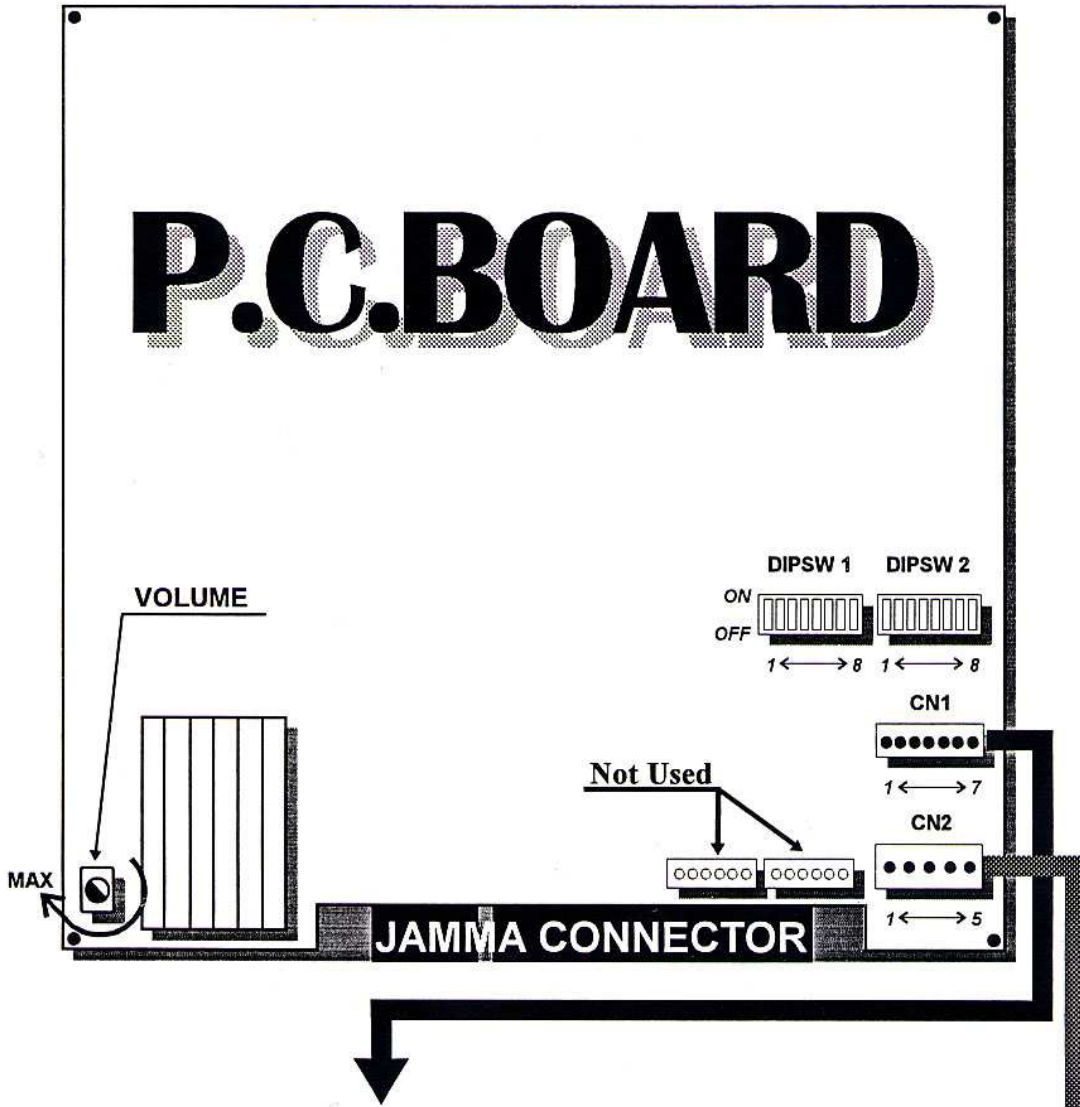 P.C.BOARD
DIPSW 1 DIPSW 2
VOLUME
ON
OFF
1 8 1 8
CN1
Not Used
1 7
CN2
MAX
1 5
JAMMA CONNECTOR